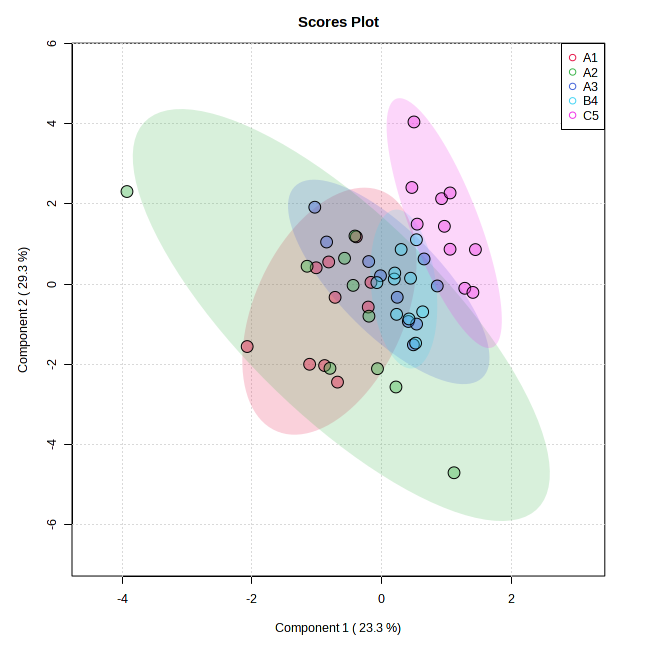 Scores Plot
A1
A2
A3
B4
C5
6
4
2
0
-2
-4
-6
Component 2 ( 29.3 %)
-4
-2
0
2
Component 1 ( 23.3 %)